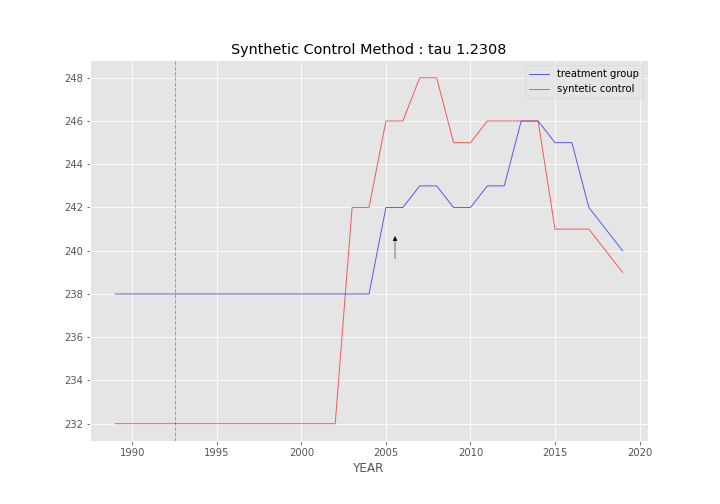 Synthetic Control Method : tau 1.2308
treatment group
syntetic control
248
246
244
242
240
238
236
234
232
1990 1995 2000 2005 2010 2015 2020
YEAR